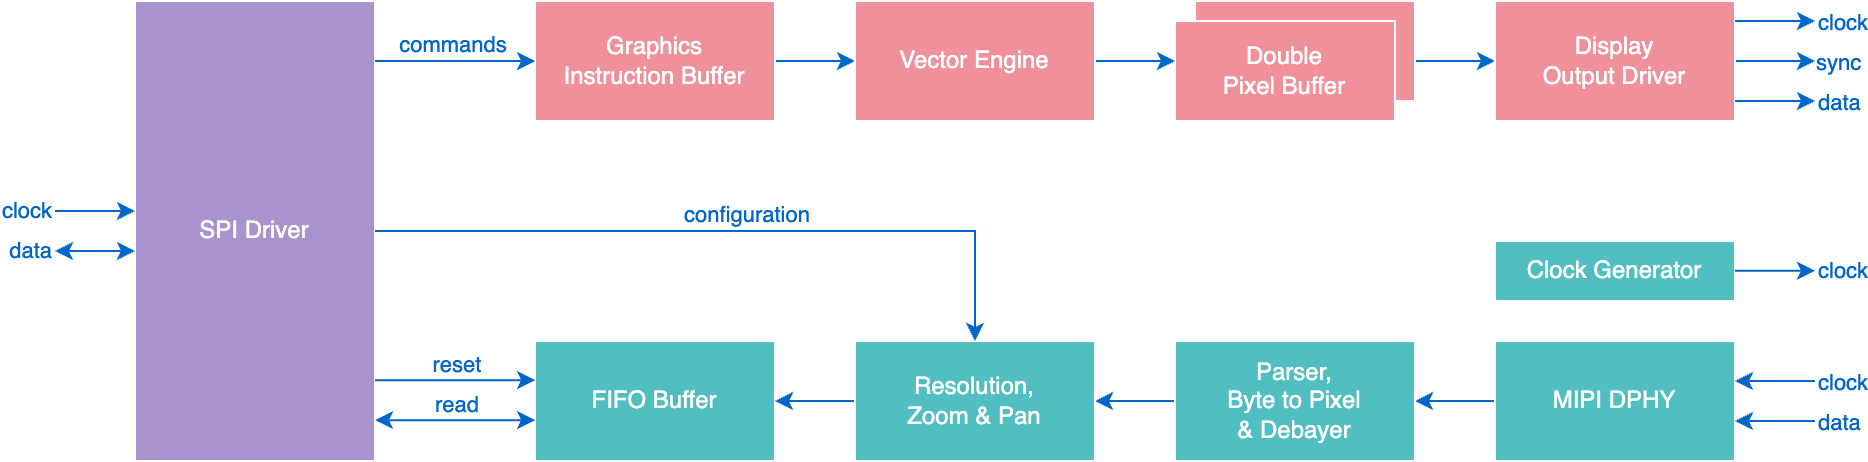 commands
Graphics
Instruction Buffer
Vector Engine
Double
Pixel Buffer
Display
Output Driver
clock
sync
data
clock
data
SPI Driver
configuration
Clock Generator
clock
reset
read
FIFO Buffer
Resolution,
Zoom & Pan
Parser,
Byte to Pixel
& Debayer
MIPI DPHY
clock
data